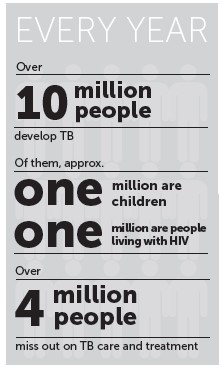 EVERY YEAR
Over
10 million
people
develop TB
Of them, approx.
one million are
children
one million are people
living with HIV
Over
4 million
people
miss out on TB care and treatment